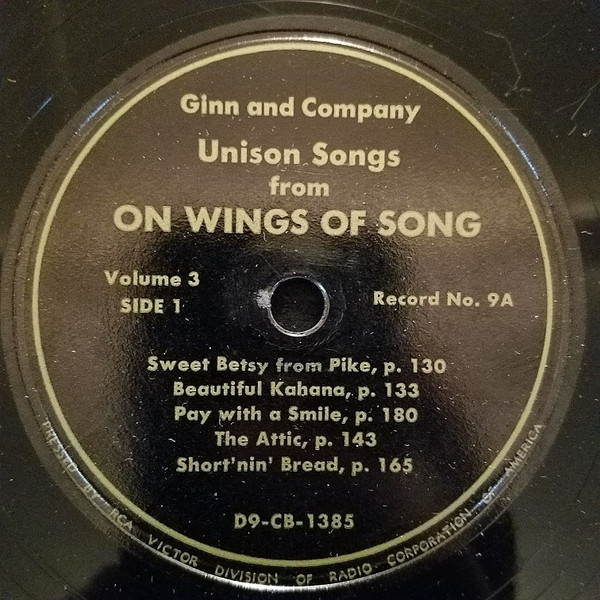 Ginn and Company
Unison Songs
from
ON WINGS OF SONG
Volume 3
SIDE 1
Record No. 9A
Sweet Betsy from Pike, p. 130
Beautiful Kahana, p. 133
Pay with a Smile, p. 180
The Attic, p. 143
Short'nin' Bread, p. 165
D9-CB-1385
PRESSED BY RCA VICTOR DIVISION OF RADIO CORPORATION OF AMERICA